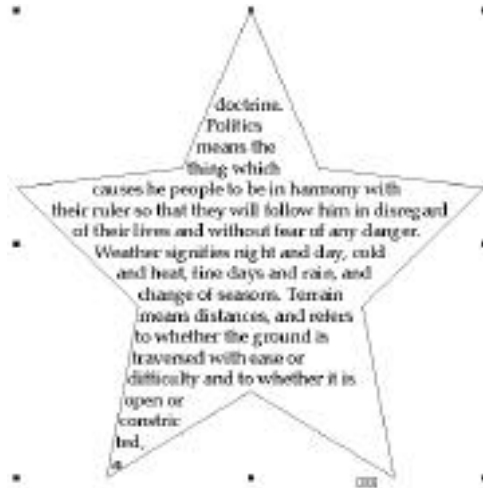 doctrine.
Politics
means the
thing which
causes he people to be in harmony with
their ruler so that they will follow him in disregard
of their lives and without fear of any danger.
Weather signifies night and day, cold
and heat, fine days and rain, and
change of seasons. Terrain
means distances, and refers
to whether the ground is
traversed with ease or
difficulty and to whether it is
open or
constric
ted,